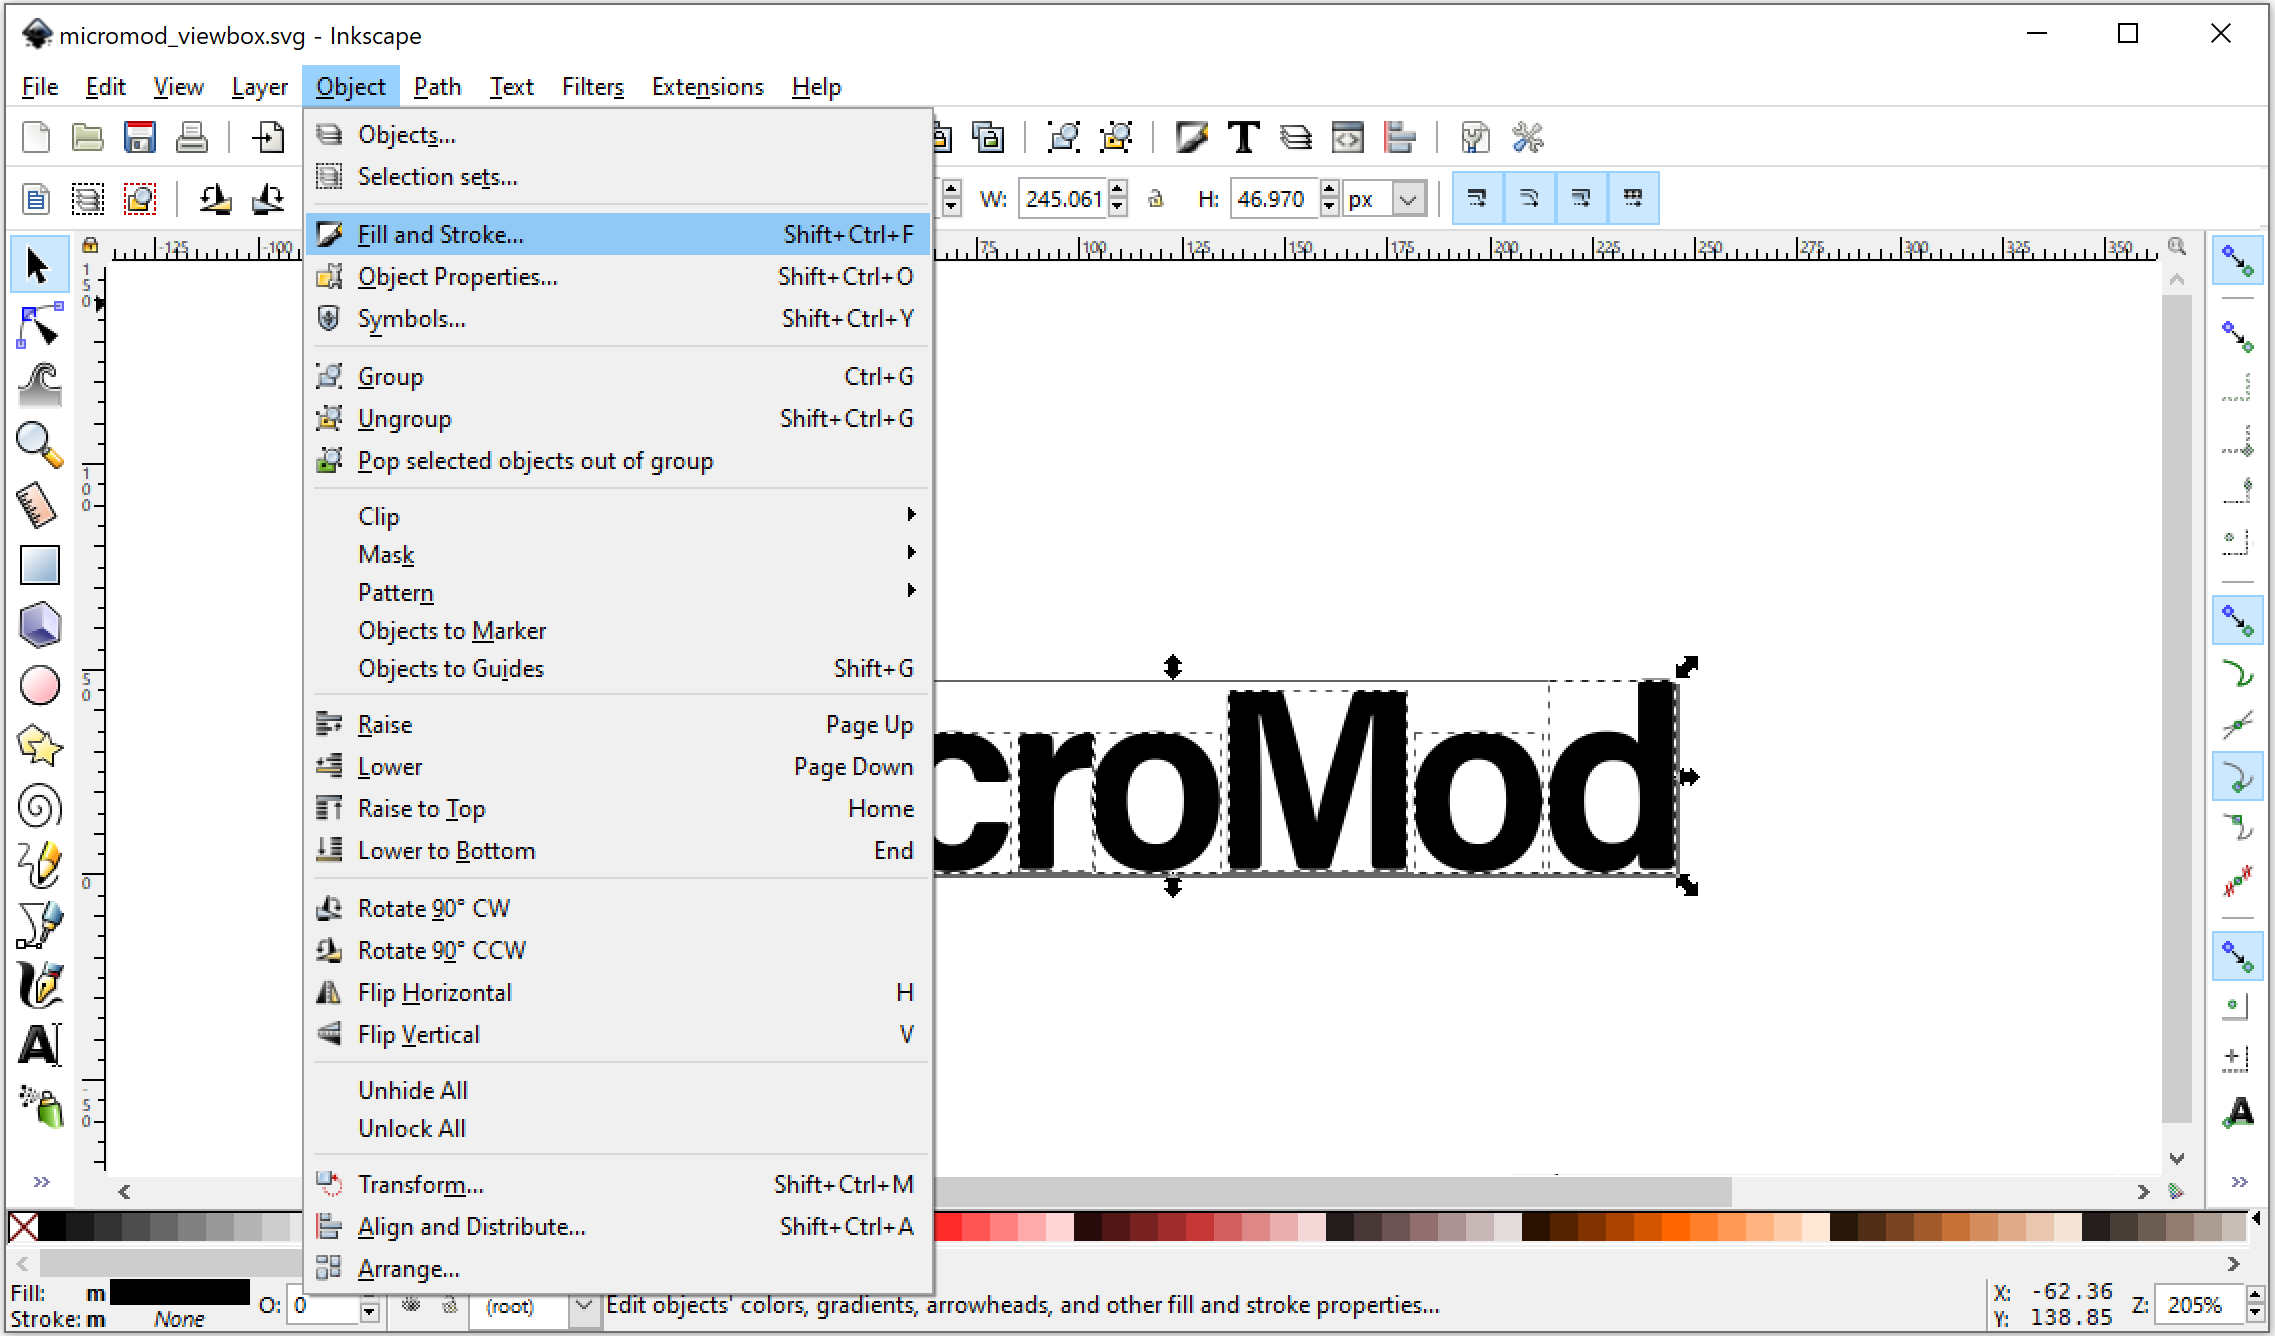 micromod_viewbox.svg - Inkscape
File Edit View Layer Object Path Text Filters Extensions Help
Objects...
Selection sets...
W: 245.061 H: 46.970 px
Fill and Stroke... Shift+Ctrl+F
-125 -100 75 100 125 150 175 200 225 250 275 300 325 350
Object Properties... Shift+Ctrl+O
Symbols... Shift+Ctrl+Y
Group Ctrl+G
Ungroup Shift+Ctrl+G
Pop selected objects out of group
Clip
Mask
Pattern
Objects to Marker
Objects to Guides Shift+G
Raise Page Up
Lower Page Down
Raise to Top Home
Lower to Bottom End
croMod
Rotate 90° CW
Rotate 90° CCW
Flip Horizontal H
Flip Vertical V
Unhide All
Unlock All
Transform... Shift+Ctrl+M
Align and Distribute... Shift+Ctrl+A
Arrange...
150
100
50
0
-50
Fill: m O: 0 (root) Edit objects' colors, gradients, arrowheads, and other fill and stroke properties... X: -62.36 Z: 205%
Stroke: m None Y: 138.85